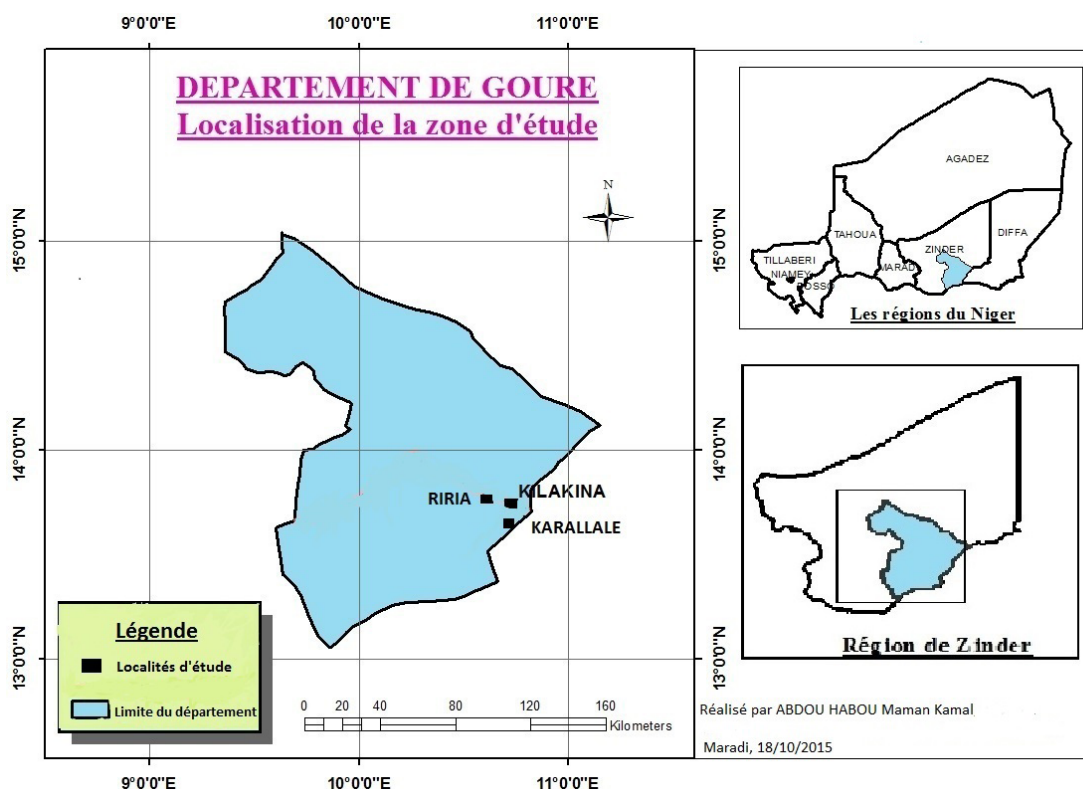 9°0'0"E 10°0'0"E 11°0'0"E
DEPARTEMENT DE GOURE
Localisation de la zone d'étude
N
15°0'0"N
14°0'0"N
13°0'0"N
RIRIA
KILAKINA
KARALLALE
Légende
Localités d'étude
Limite du département
0 20 40 80 120 160
Kilometers
9°0'0"E 10°0'0"E 11°0'0"E
AGADEZ
TAHOUA
DIFFA
ZINDER
TILLABERI
MARAD
NIAMEY
Les régions du Niger
15°0'0"N
14°0'0"N
13°0'0"N
Région de Zinder
Réalisé par ABDOU HABOU Maman Kamal
Maradi, 18/10/2015